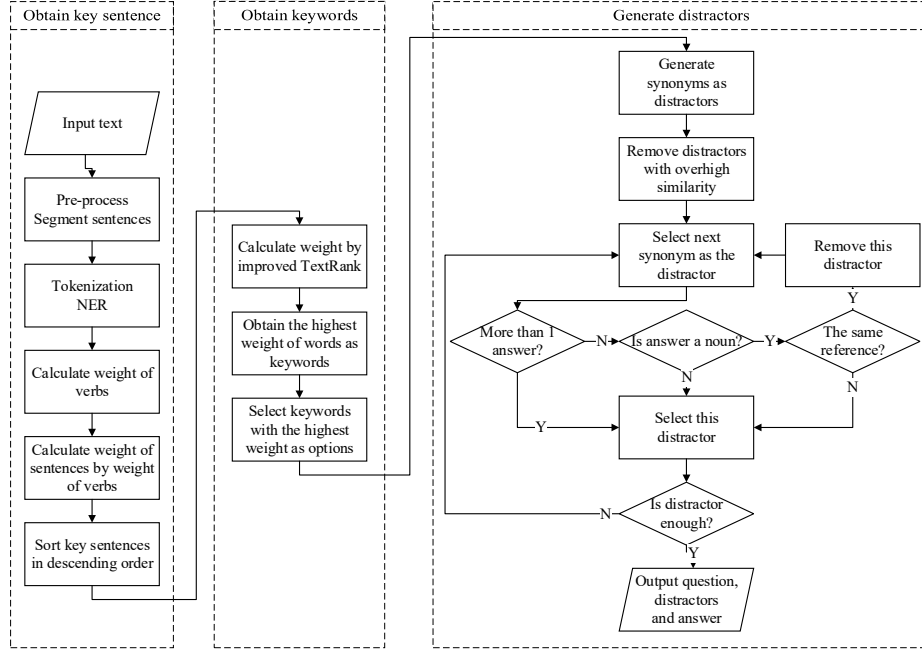 Obtain key sentence
Input text
Pre-process
Segment sentences
Tokenization
NER
Calculate weight of
verbs
Calculate weight of
sentences by weight
of verbs
Sort key sentences
in descending order
Obtain keywords
Calculate weight by
improved TextRank
Obtain the highest
weight of words as
keywords
Select keywords
with the highest
weight as options
Generate distractors
Generate
synonyms as
distractors
Remove distractors
with overhigh
similarity
Select next
synonym as the
distractor
Remove this
distractor
Y
More than 1
answer?
N
Is answer a noun?
Y
The same
reference?
N
N
Y
Select this
distractor
Is distractor
enough?
N
Y
Output question,
distractors
and answer